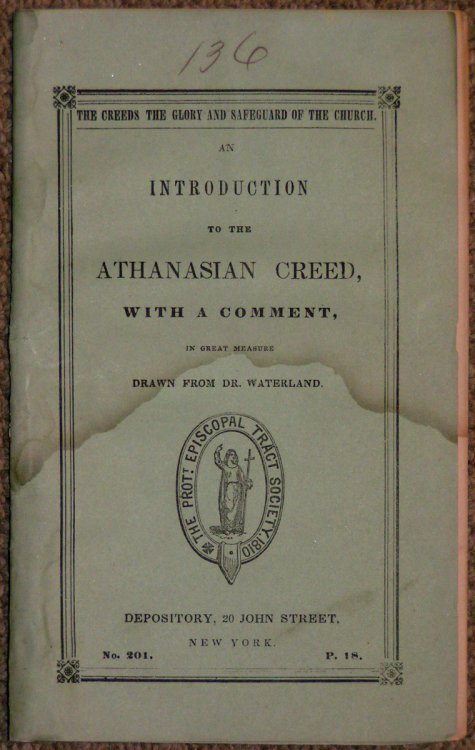 136
THE CREEDS THE GLORY AND SAFEGUARD OF THE CHURCH.
AN
INTRODUCTION
TO THE
ATHANASIAN CREED,
WITH A COMMENT,
IN GREAT MEASURE
DRAWN FROM DR. WATERLAND.
THE PROT. EPISCOPAL TRACT SOCIETY. 1810
DEPOSITORY, 20 JOHN STREET,
NEW YORK.
No. 201. P. 18.